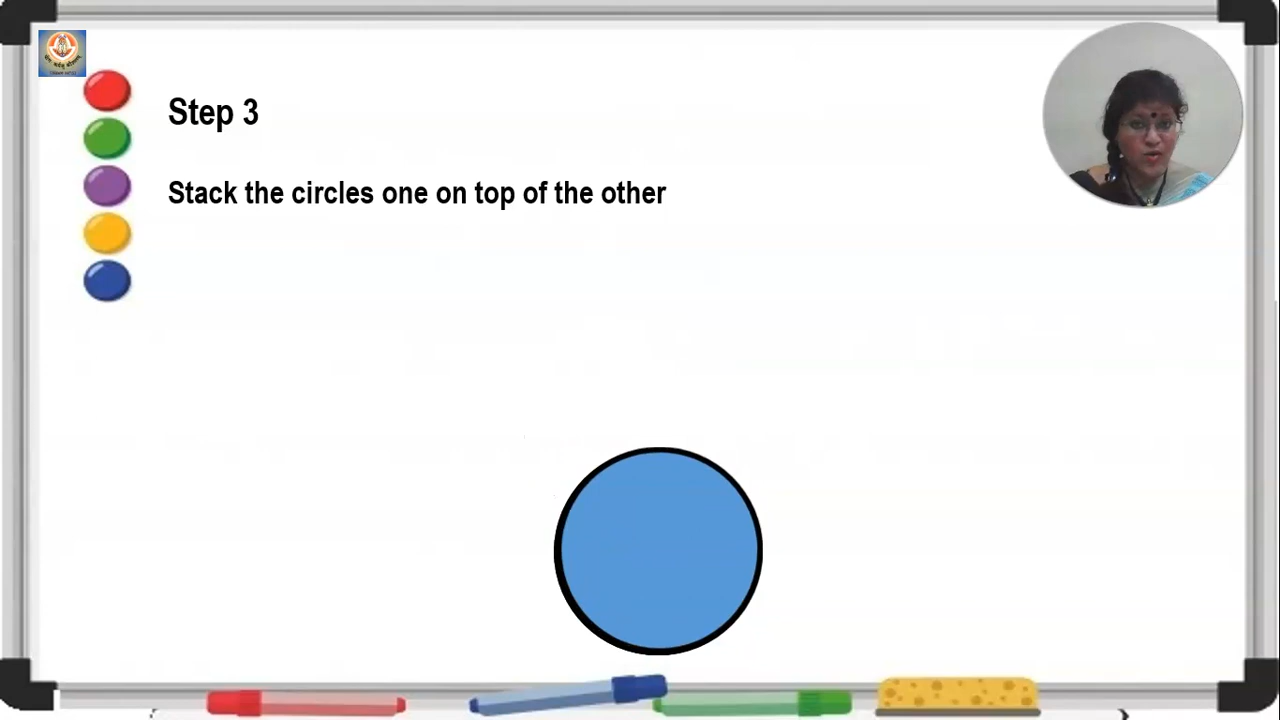 Step 3
Stack the circles one on top of the other